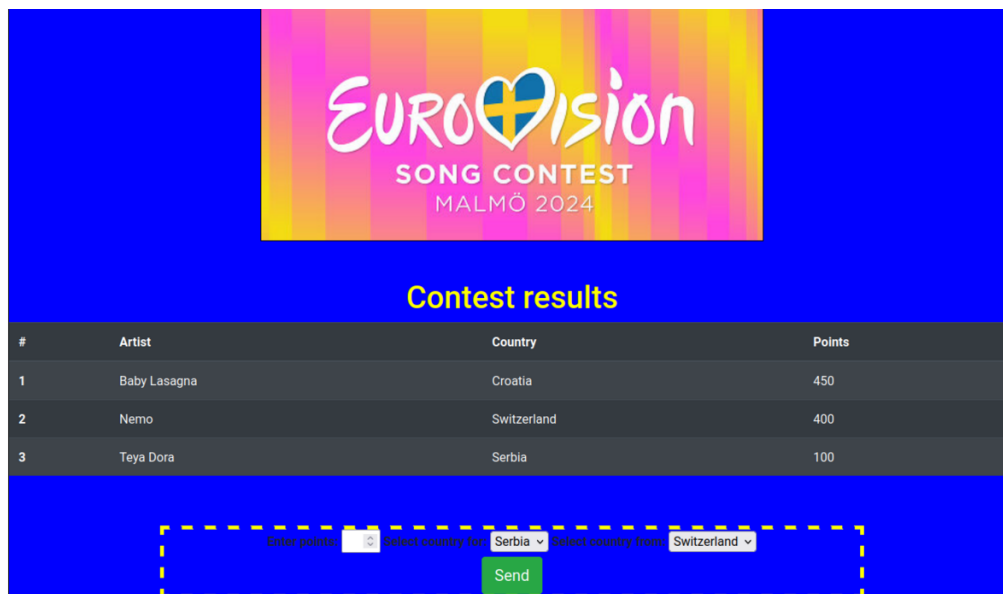 EUROVISION
SONG CONTEST
MALMÖ 2024
Contest results
# Artist Country Points
1 Baby Lasagna Croatia 450
2 Nemo Switzerland 400
3 Teya Dora Serbia 100
Enter points: Select country for: Serbia Select country from: Switzerland
Send